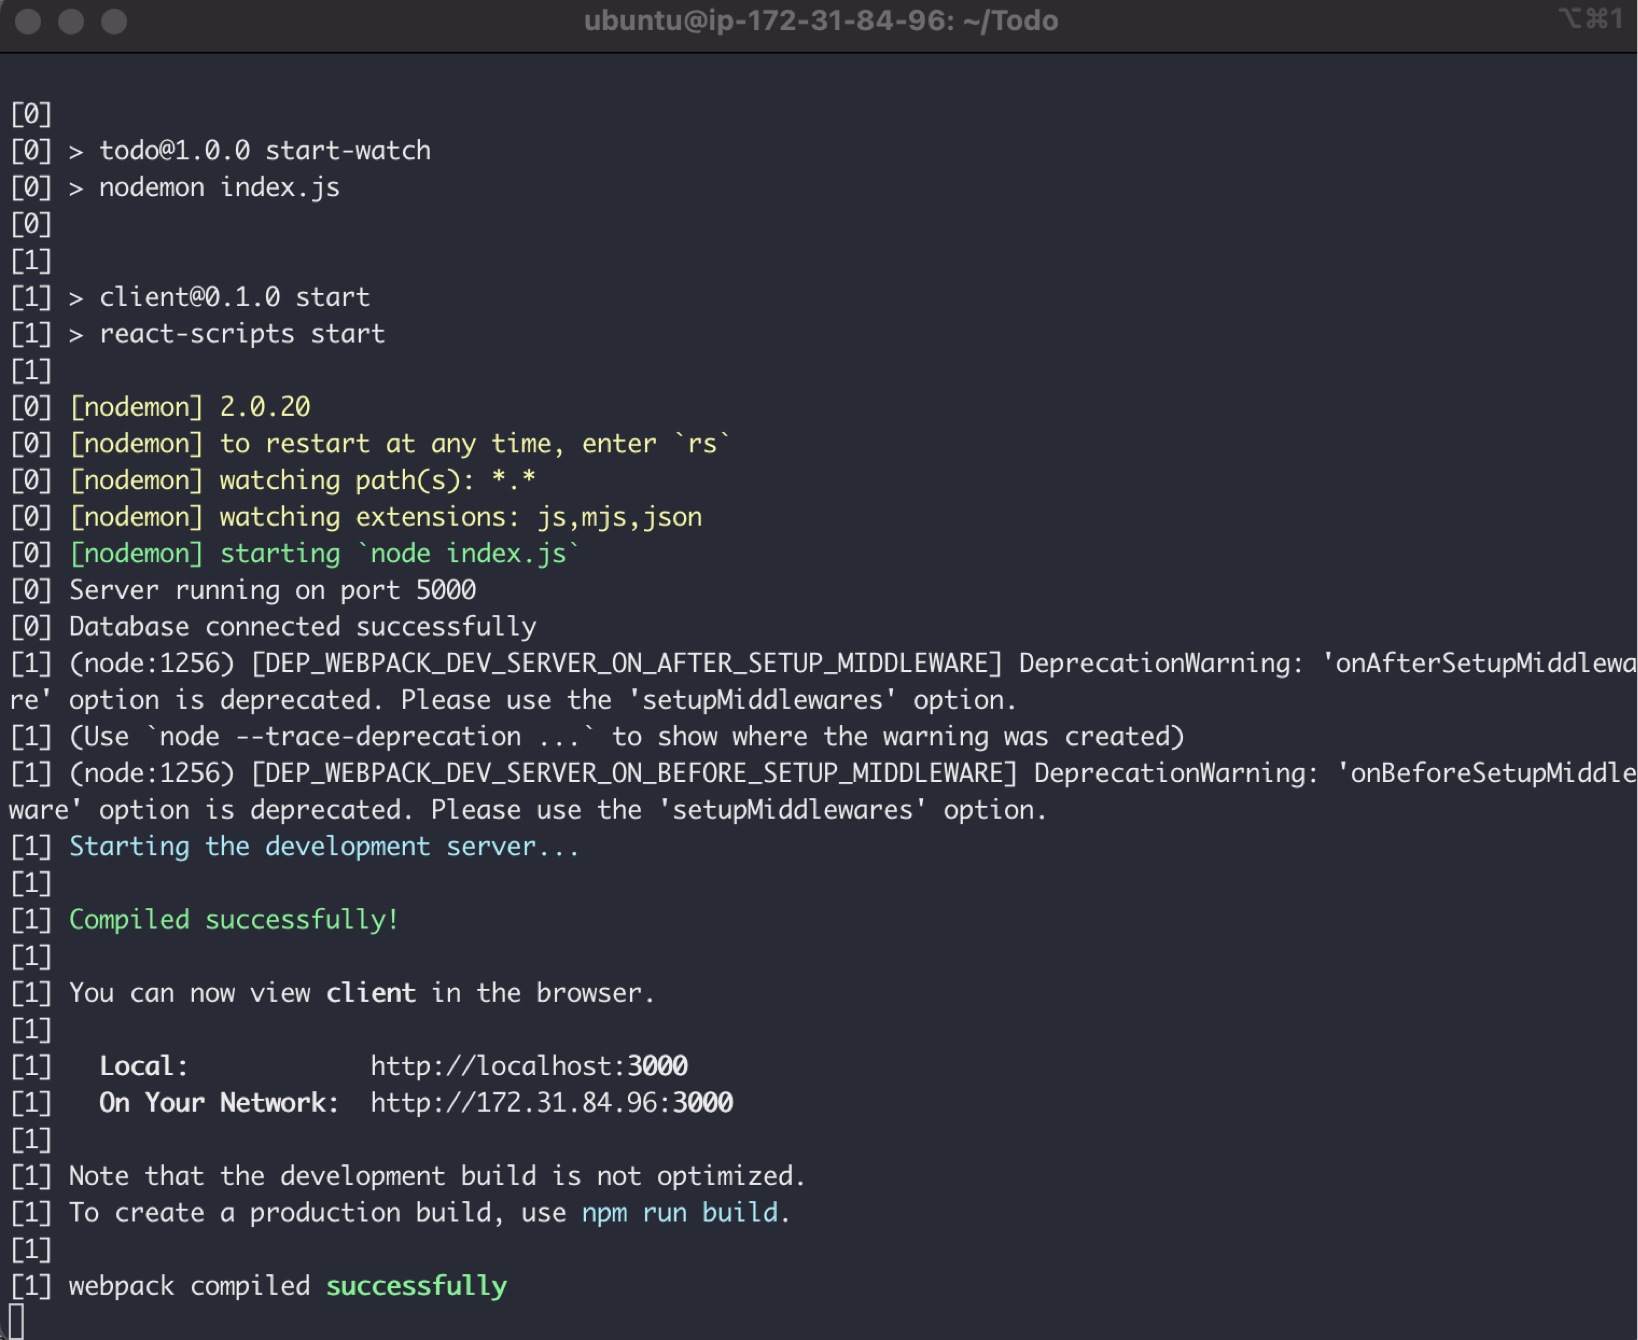 ubuntu@ip-172-31-84-96: ~/Todo
⌥⌘1
[0]
[0] > todo@1.0.0 start-watch
[0] > nodemon index.js
[0]
[1]
[1] > client@0.1.0 start
[1] > react-scripts start
[1]
[0] [nodemon] 2.0.20
[0] [nodemon] to restart at any time, enter `rs`
[0] [nodemon] watching path(s): *.*
[0] [nodemon] watching extensions: js,mjs,json
[0] [nodemon] starting `node index.js`
[0] Server running on port 5000
[0] Database connected successfully
[1] (node:1256) [DEP_WEBPACK_DEV_SERVER_ON_AFTER_SETUP_MIDDLEWARE] DeprecationWarning: 'onAfterSetupMiddlewa
re' option is deprecated. Please use the 'setupMiddlewares' option.
[1] (Use `node --trace-deprecation ...` to show where the warning was created)
[1] (node:1256) [DEP_WEBPACK_DEV_SERVER_ON_BEFORE_SETUP_MIDDLEWARE] DeprecationWarning: 'onBeforeSetupMiddle
ware' option is deprecated. Please use the 'setupMiddlewares' option.
[1] Starting the development server...
[1]
[1] Compiled successfully!
[1]
[1] You can now view client in the browser.
[1]
[1]   Local:            http://localhost:3000
[1]   On Your Network:  http://172.31.84.96:3000
[1]
[1] Note that the development build is not optimized.
[1] To create a production build, use npm run build.
[1]
[1] webpack compiled successfully